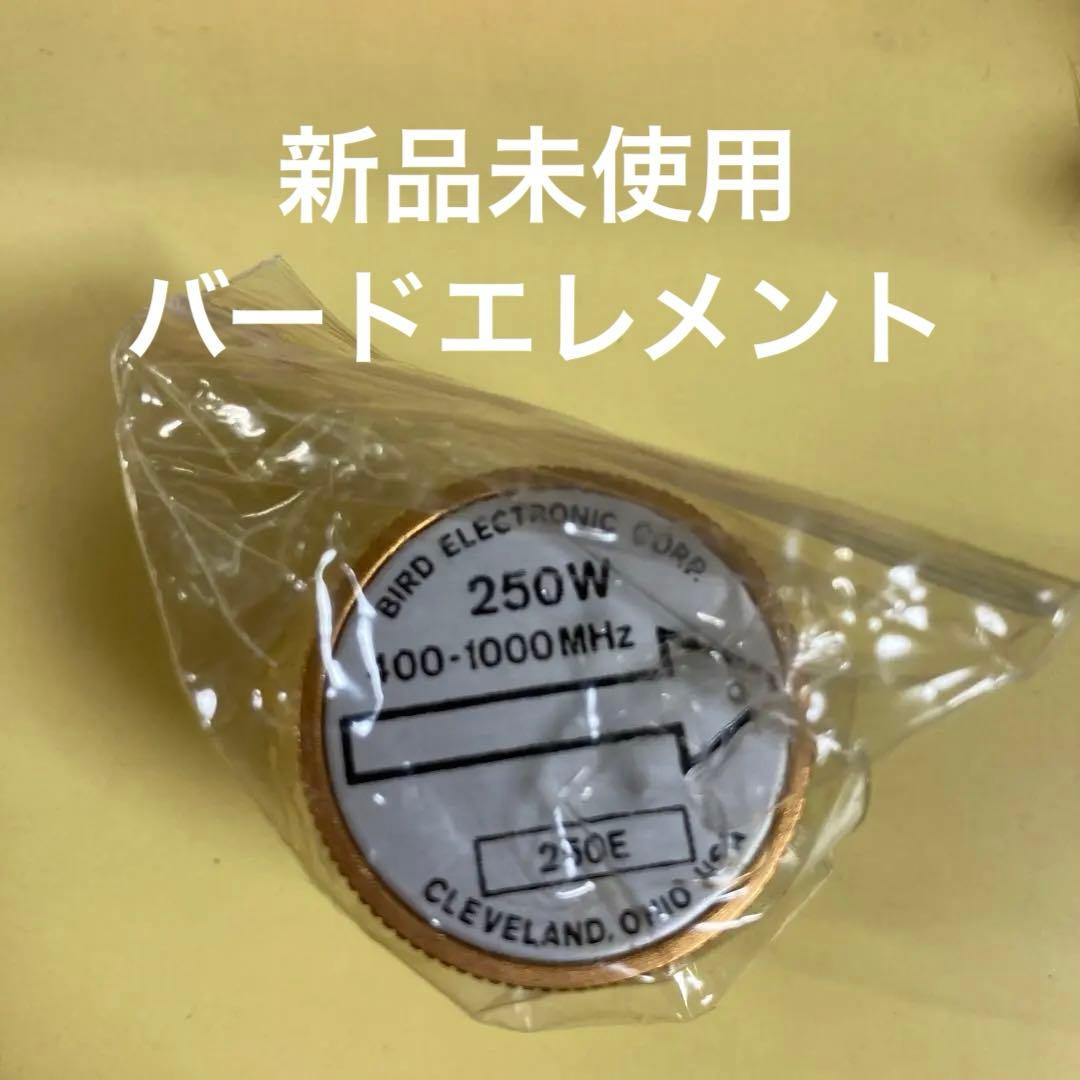 新品未使用
バードエレメント
BIRD ELECTRONIC CORP.
250W
400-1000MHz
250E
CLEVELAND, OHIO USA